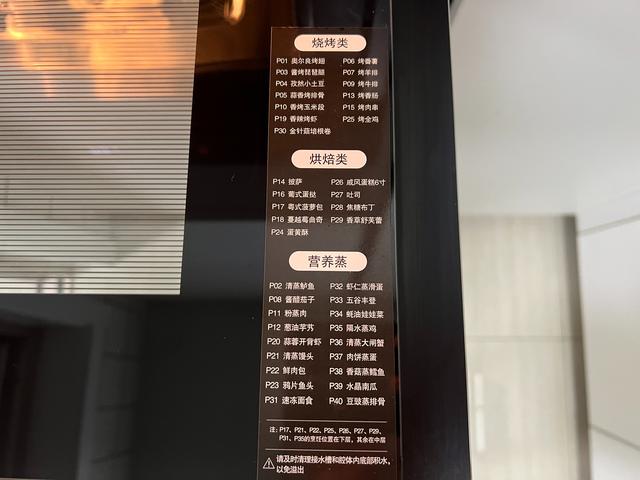 烧烤类
P01 奥尔良烤翅 P06 烤番薯
P03 酱烤琵琶腿 P07 烤羊排
P04 孜然小土豆 P09 烤牛排
P05 蒜香烤排骨 P13 烤香肠
P10 香烤玉米段 P15 烤肉串
P19 香辣烤虾 P25 烤全鸡
P30 金针菇培根卷
烘焙类
P14 披萨 P26 戚风蛋糕6寸
P16 葡式蛋挞 P27 吐司
P17 粤式菠萝包 P28 焦糖布丁
P18 蔓越莓曲奇 P29 香草舒芙蕾
P24 蛋黄酥
营养蒸
P02 清蒸鲈鱼 P32 虾仁蒸滑蛋
P08 酱醋茄子 P33 五谷丰登
P11 粉蒸肉 P34 蚝油娃娃菜
P12 葱油芋艿 P35 隔水蒸鸡
P20 蒜蓉开背虾 P36 清蒸大闸蟹
P21 清蒸馒头 P37 肉饼蒸蛋
P22 鲜肉包 P38 香菇蒸鳕鱼
P23 鸦片鱼头 P39 水晶南瓜
P31 速冻面食 P40 豆豉蒸排骨
注: P17、P21、P22、P25、P26、P27、P29、
P31、P35的烹饪位置在下层，其余在中层
请及时清理接水槽和腔体内底部积水，
以免溢出